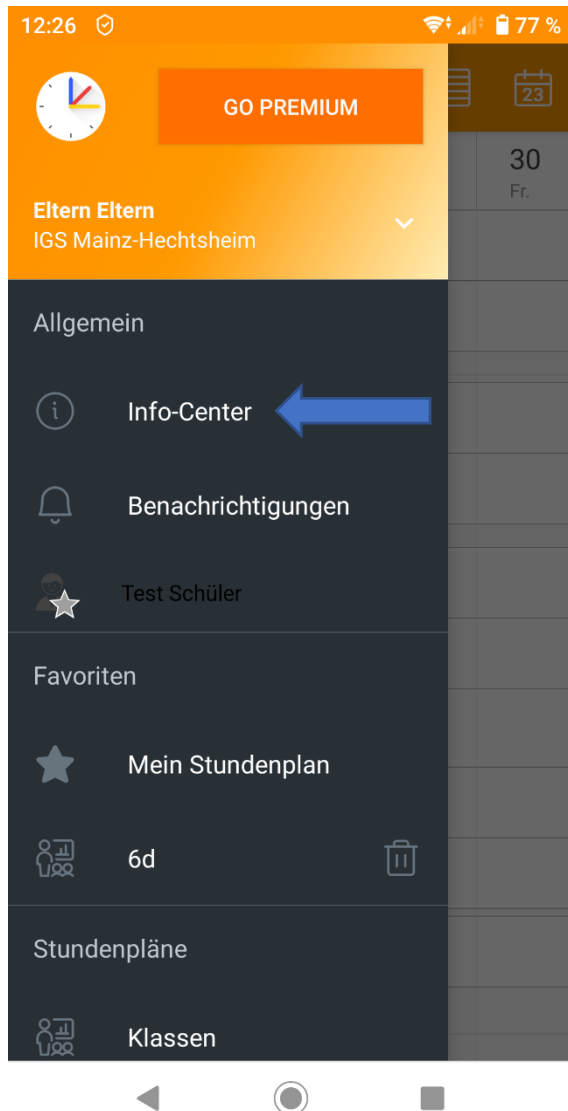 12:26 77 %
GO PREMIUM
23
Eltern Eltern
IGS Mainz-Hechtsheim
30
Fr.
Allgemein
Info-Center
Benachrichtigungen
Test Schüler
Favoriten
Mein Stundenplan
6d
Stundenpläne
Klassen